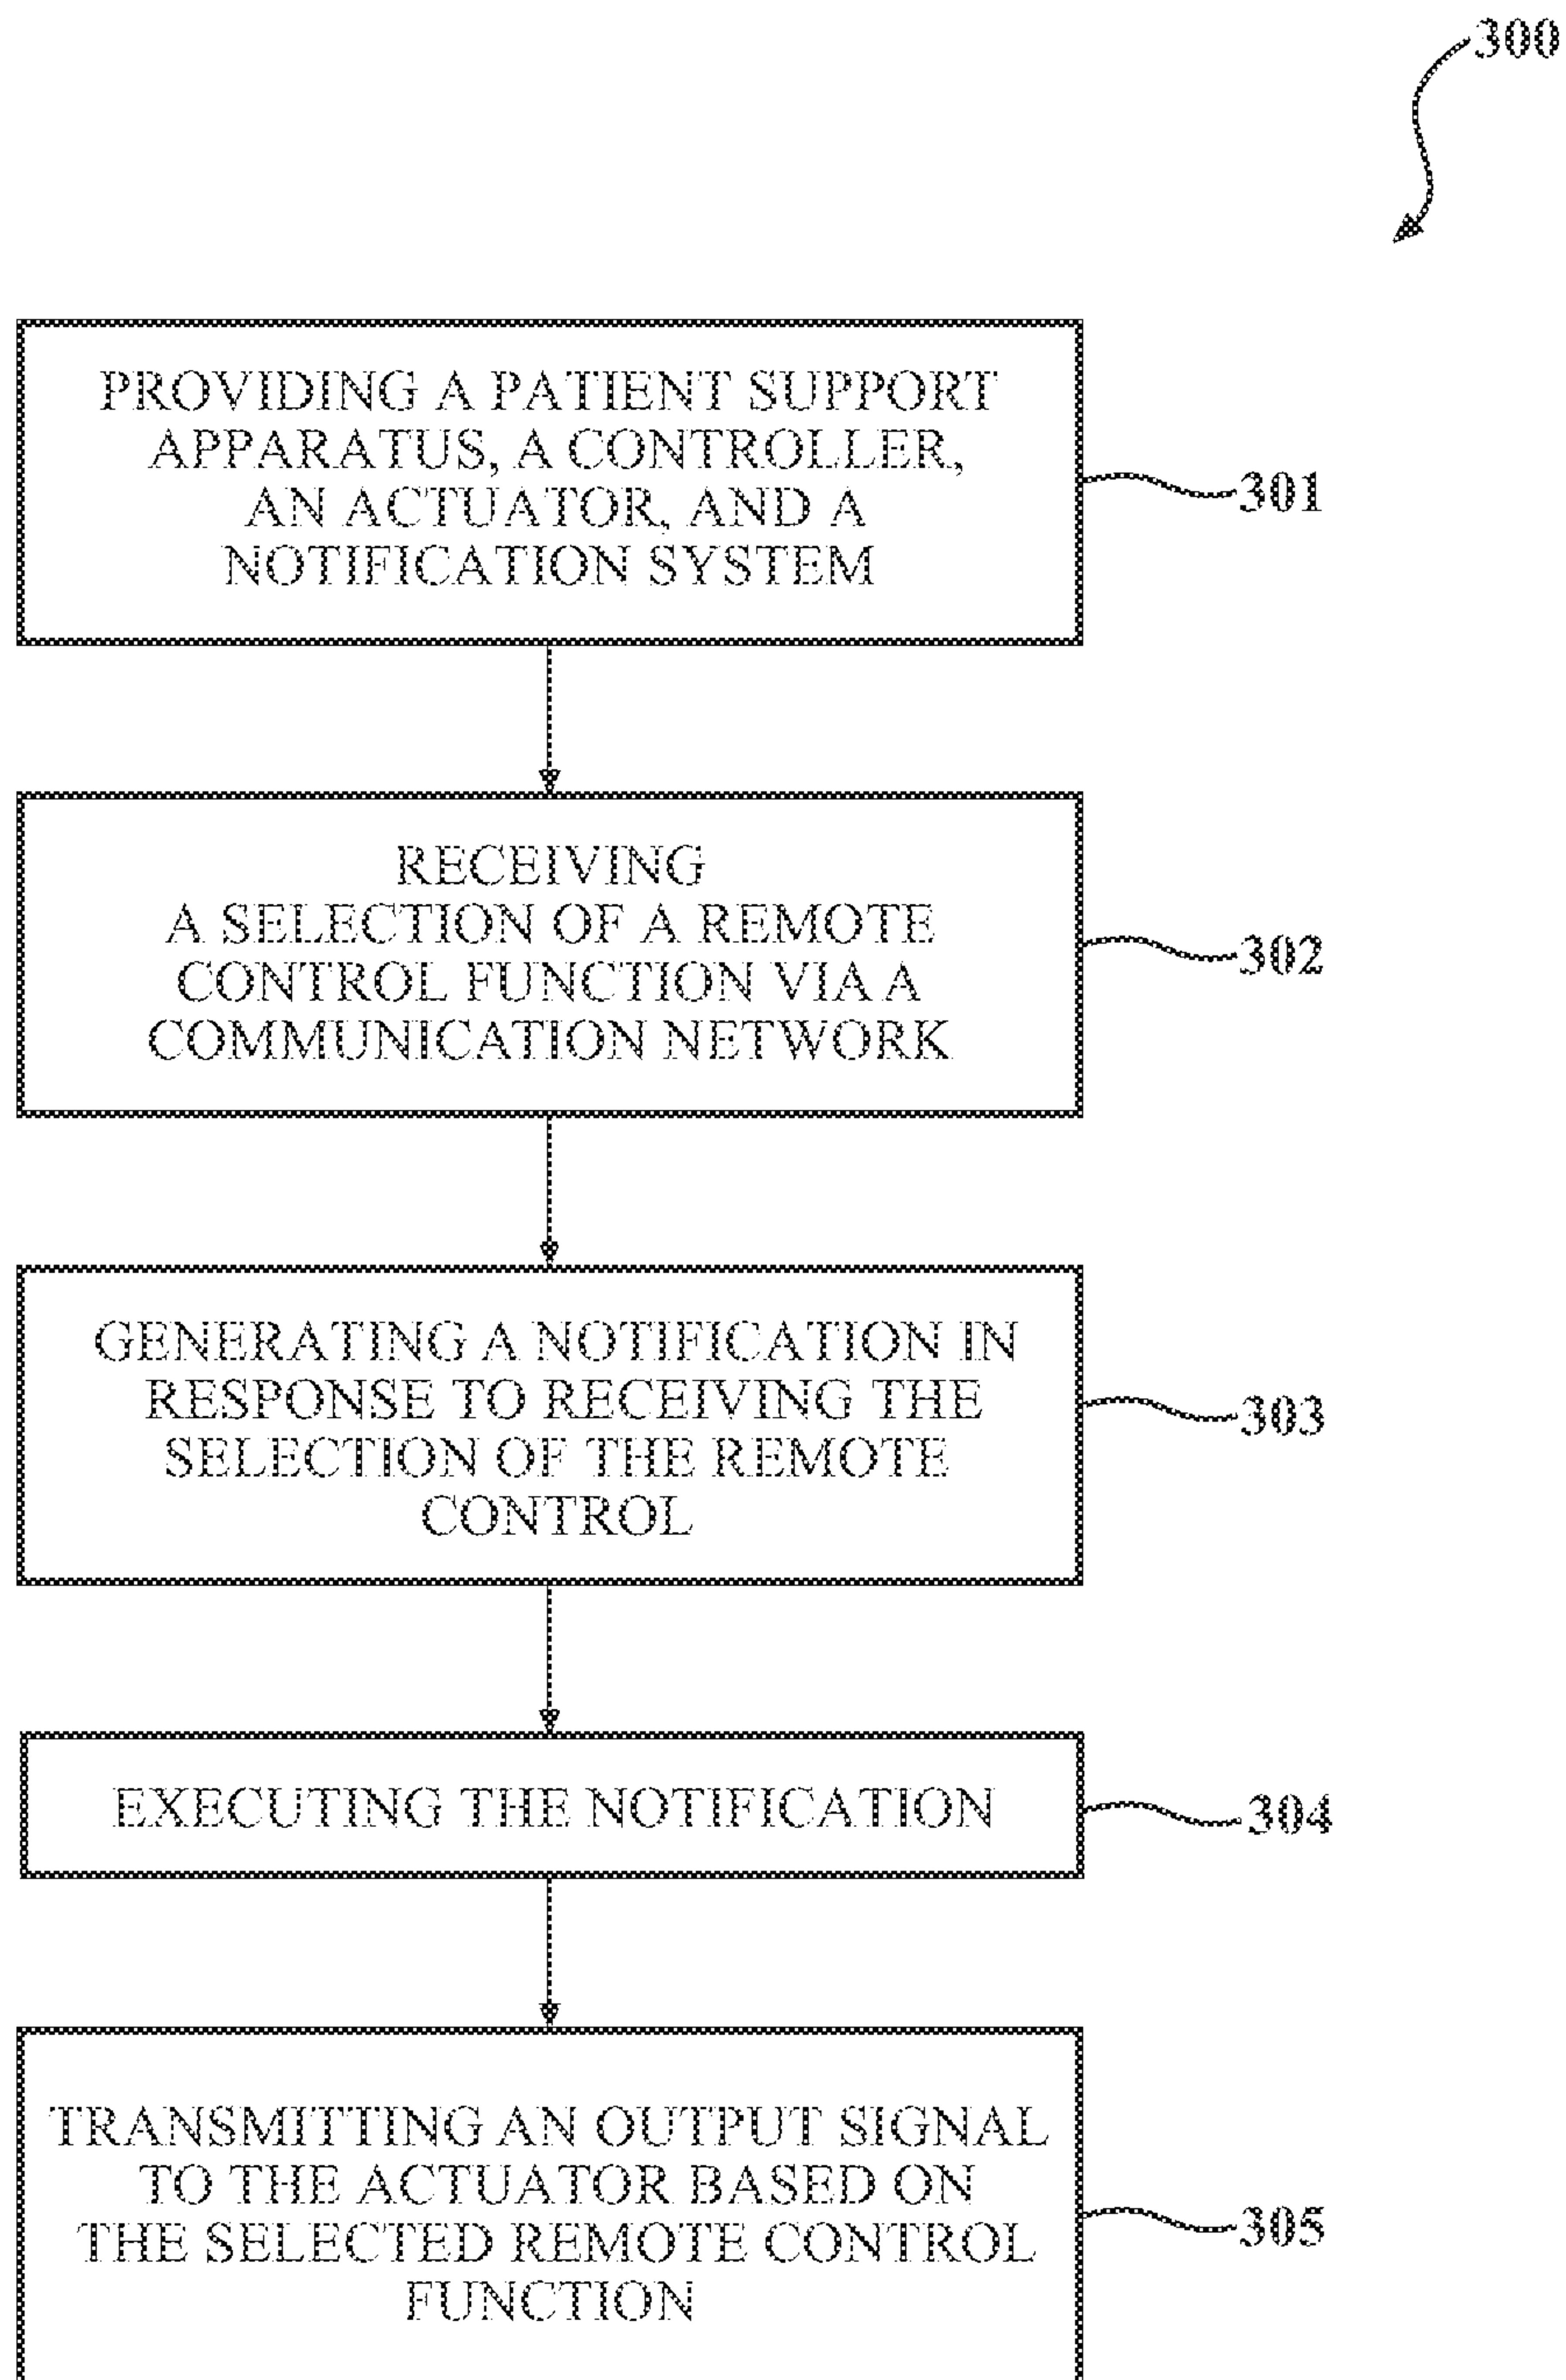 300
PROVIDING A PATIENT SUPPORT
APPARATUS, A CONTROLLER,
AN ACTUATOR, AND A
NOTIFICATION SYSTEM
301
RECEIVING
A SELECTION OF A REMOTE
CONTROL FUNCTION VIA A
COMMUNICATION NETWORK
302
GENERATING A NOTIFICATION IN
RESPONSE TO RECEIVING THE
SELECTION OF THE REMOTE
CONTROL
303
EXECUTING THE NOTIFICATION
304
TRANSMITTING AN OUTPUT SIGNAL
TO THE ACTUATOR BASED ON
THE SELECTED REMOTE CONTROL
FUNCTION
305